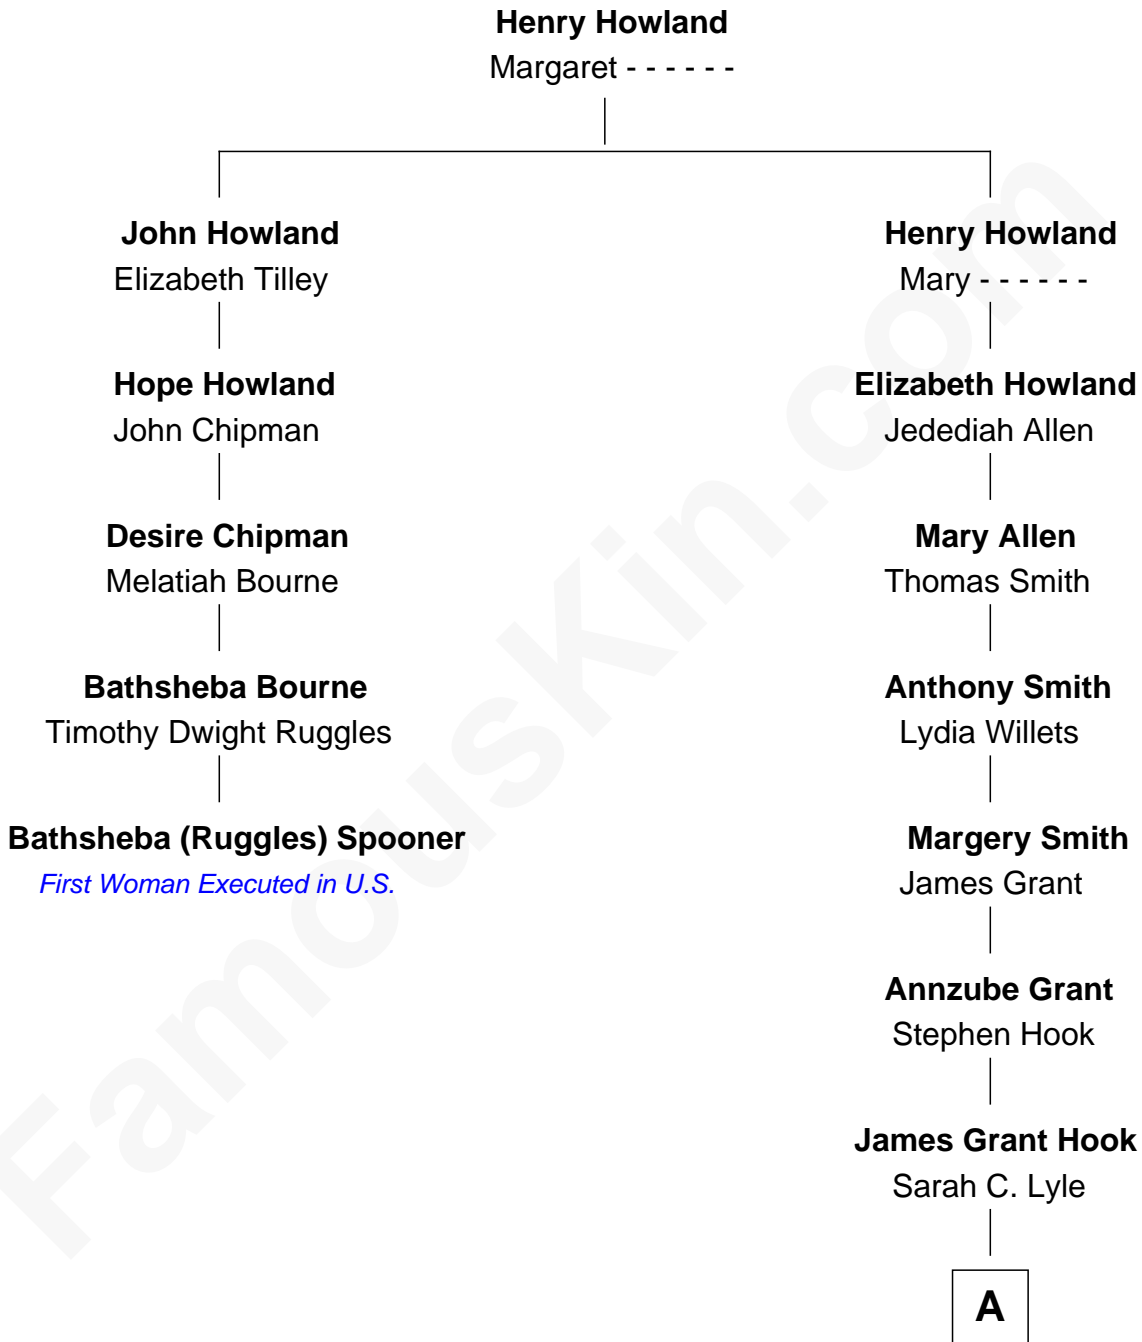 Henry Howland
Margaret - - - - - -
John Howland
Elizabeth Tilley
Henry Howland
Mary - - - - - -
Hope Howland
John Chipman
Elizabeth Howland
Jedediah Allen
Desire Chipman
Melatiah Bourne
Mary Allen
Thomas Smith
Bathsheba Bourne
Timothy Dwight Ruggles
Anthony Smith
Lydia Willets
Bathsheba (Ruggles) Spooner
First Woman Executed in U.S.
Margery Smith
James Grant
Annzube Grant
Stephen Hook
James Grant Hook
Sarah C. Lyle
A
FamousKin.com